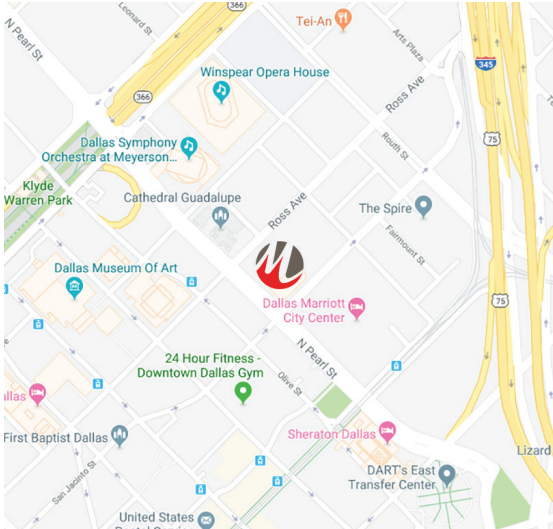 Leonard St
366
Tei-An
N Pearl St
Arts Plaza
345
Winspear Opera House
366
Ross Ave
75
Dallas Symphony
Orchestra at Meyerson...
Routh St
Klyde
Warren Park
Cathedral Guadalupe
Ross Ave
The Spire
Fairmount St
Dallas Museum Of Art
M
75
Dallas Marriott
City Center
N Pearl St
24 Hour Fitness -
Downtown Dallas Gym
Olive St
allas
First Baptist Dallas
Sheraton Dallas
Lizard
San Jacinto St
DART's East
Transfer Center
United States